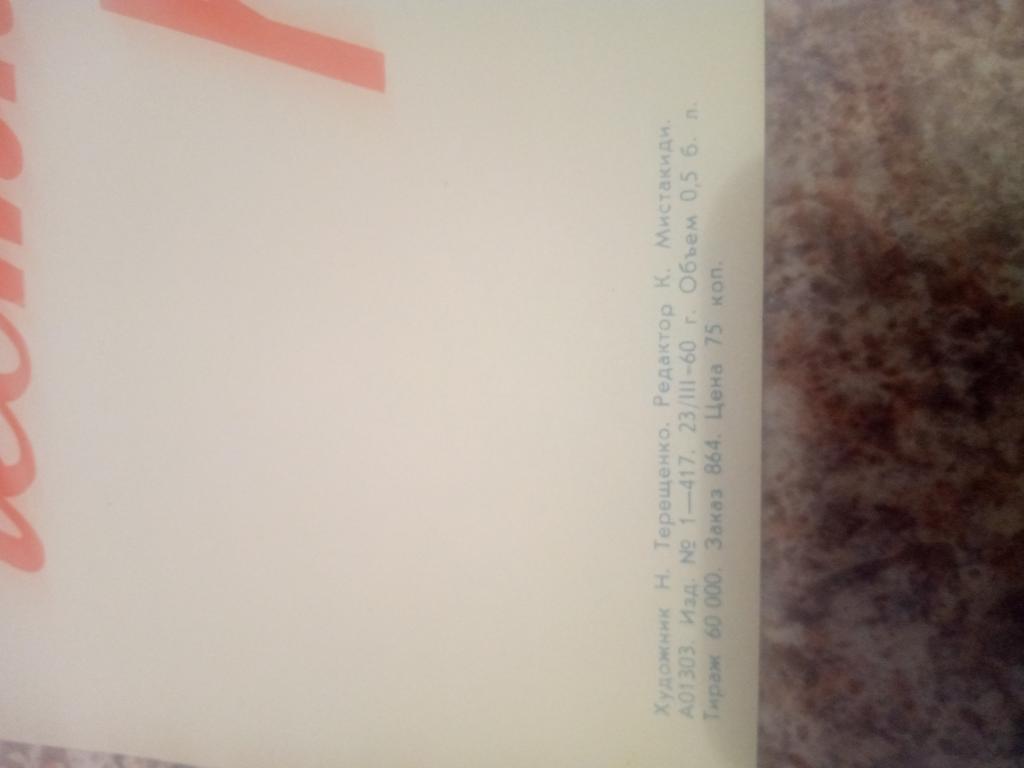 Художник Н. Терещенко. Редактор К. Мистакиди.
А01303. Изд. № 1—417. 23/III-60 г. Объем 0,5 б. л.
Тираж 60 000. Заказ 864. Цена 75 коп.